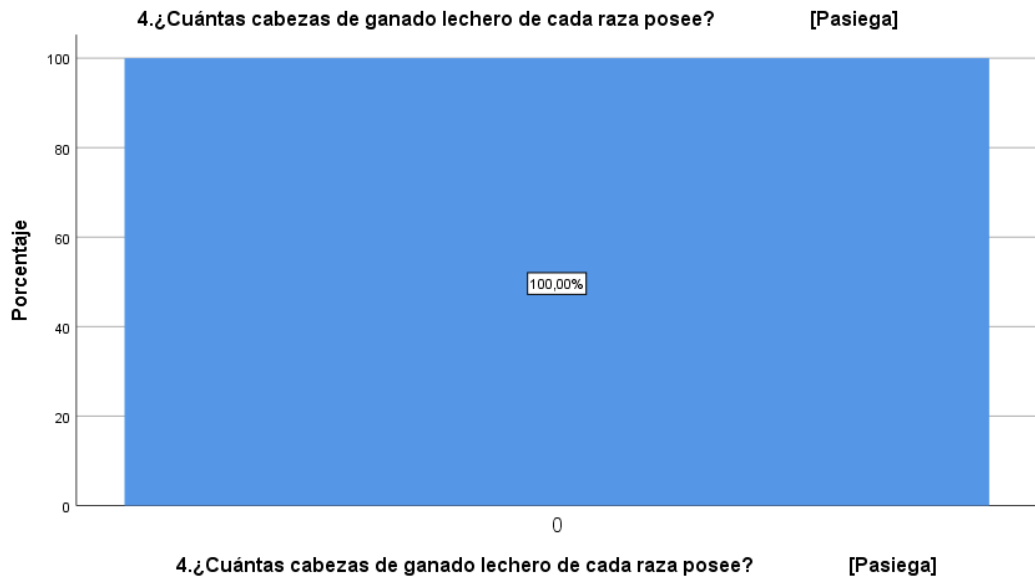 4.¿Cuántas cabezas de ganado lechero de cada raza posee? [Pasiega]
100
80
60
40
20
0
Porcentaje
100,00%
0
4.¿Cuántas cabezas de ganado lechero de cada raza posee? [Pasiega]